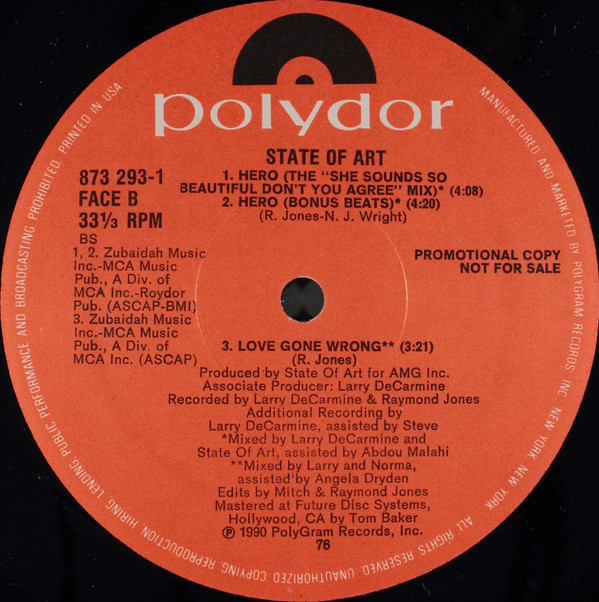 polydor
STATE OF ART
873 293-1
FACE B
33⅓ RPM
BS
1, 2. Zubaidah Music
Inc.-MCA Music
Pub., A Div. of
MCA Inc.-Roydor
Pub. (ASCAP-BMI)
3. Zubaidah Music
Inc.-MCA Music
Pub., A Div. of
MCA Inc. (ASCAP)
1. HERO (THE "SHE SOUNDS SO
BEAUTIFUL DON'T YOU AGREE" MIX)* (4:08)
2. HERO (BONUS BEATS)* (4:20)
(R. Jones-N. J. Wright)
PROMOTIONAL COPY
NOT FOR SALE
3. LOVE GONE WRONG** (3:21)
(R. Jones)
Produced by State Of Art for AMG Inc.
Associate Producer: Larry DeCarmine
Recorded by Larry DeCarmine & Raymond Jones
Additional Recording by
Larry DeCarmine, assisted by Steve
*Mixed by Larry DeCarmine and
State Of Art, assisted by Abdou Malahi
**Mixed by Larry and Norma,
assisted by Angela Dryden
Edits by Mitch & Raymond Jones
Mastered at Future Disc Systems,
Hollywood, CA by Tom Baker
℗ 1990 PolyGram Records, Inc.
76
MANUFACTURED AND MARKETED BY POLYGRAM RECORDS, INC. NEW YORK, NEW YORK. ALL RIGHTS RESERVED. UNAUTHORIZED COPYING, REPRODUCTION HIRING, LENDING, PUBLIC PERFORMANCE AND BROADCASTING PROHIBITED. PRINTED IN USA